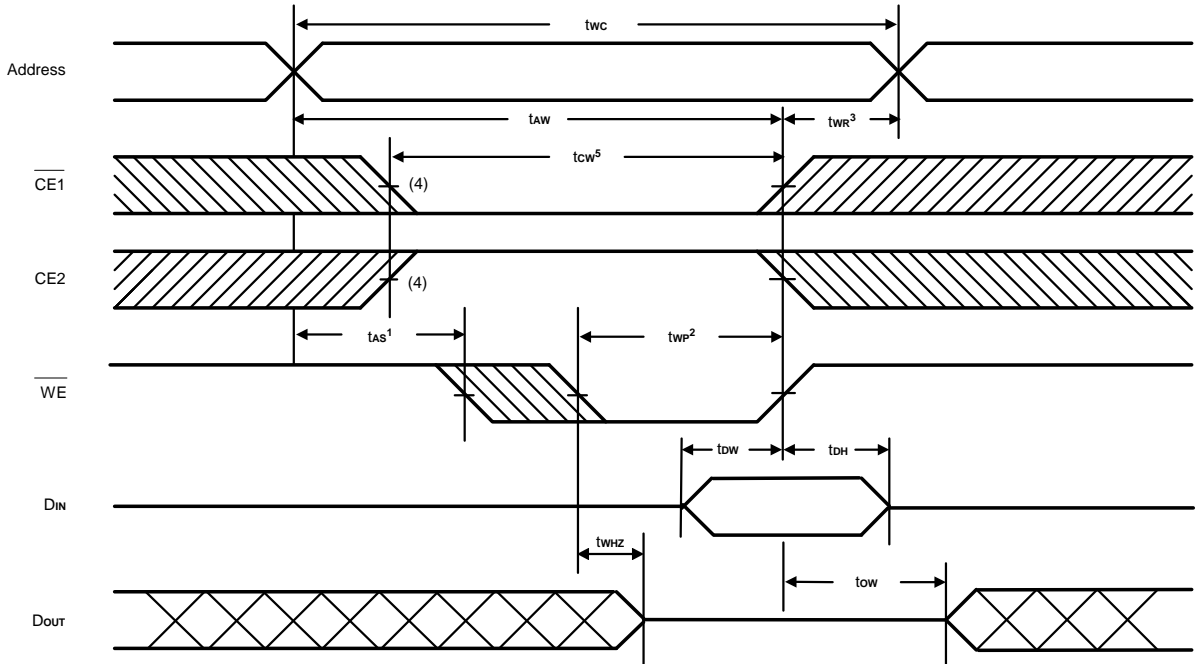 tWC
Address
tAW
tWR³
tCW⁵
CE1
(4)
CE2
(4)
tAS¹
tWP²
WE
tDW
tDH
DIN
tWHZ
tOW
DOUT